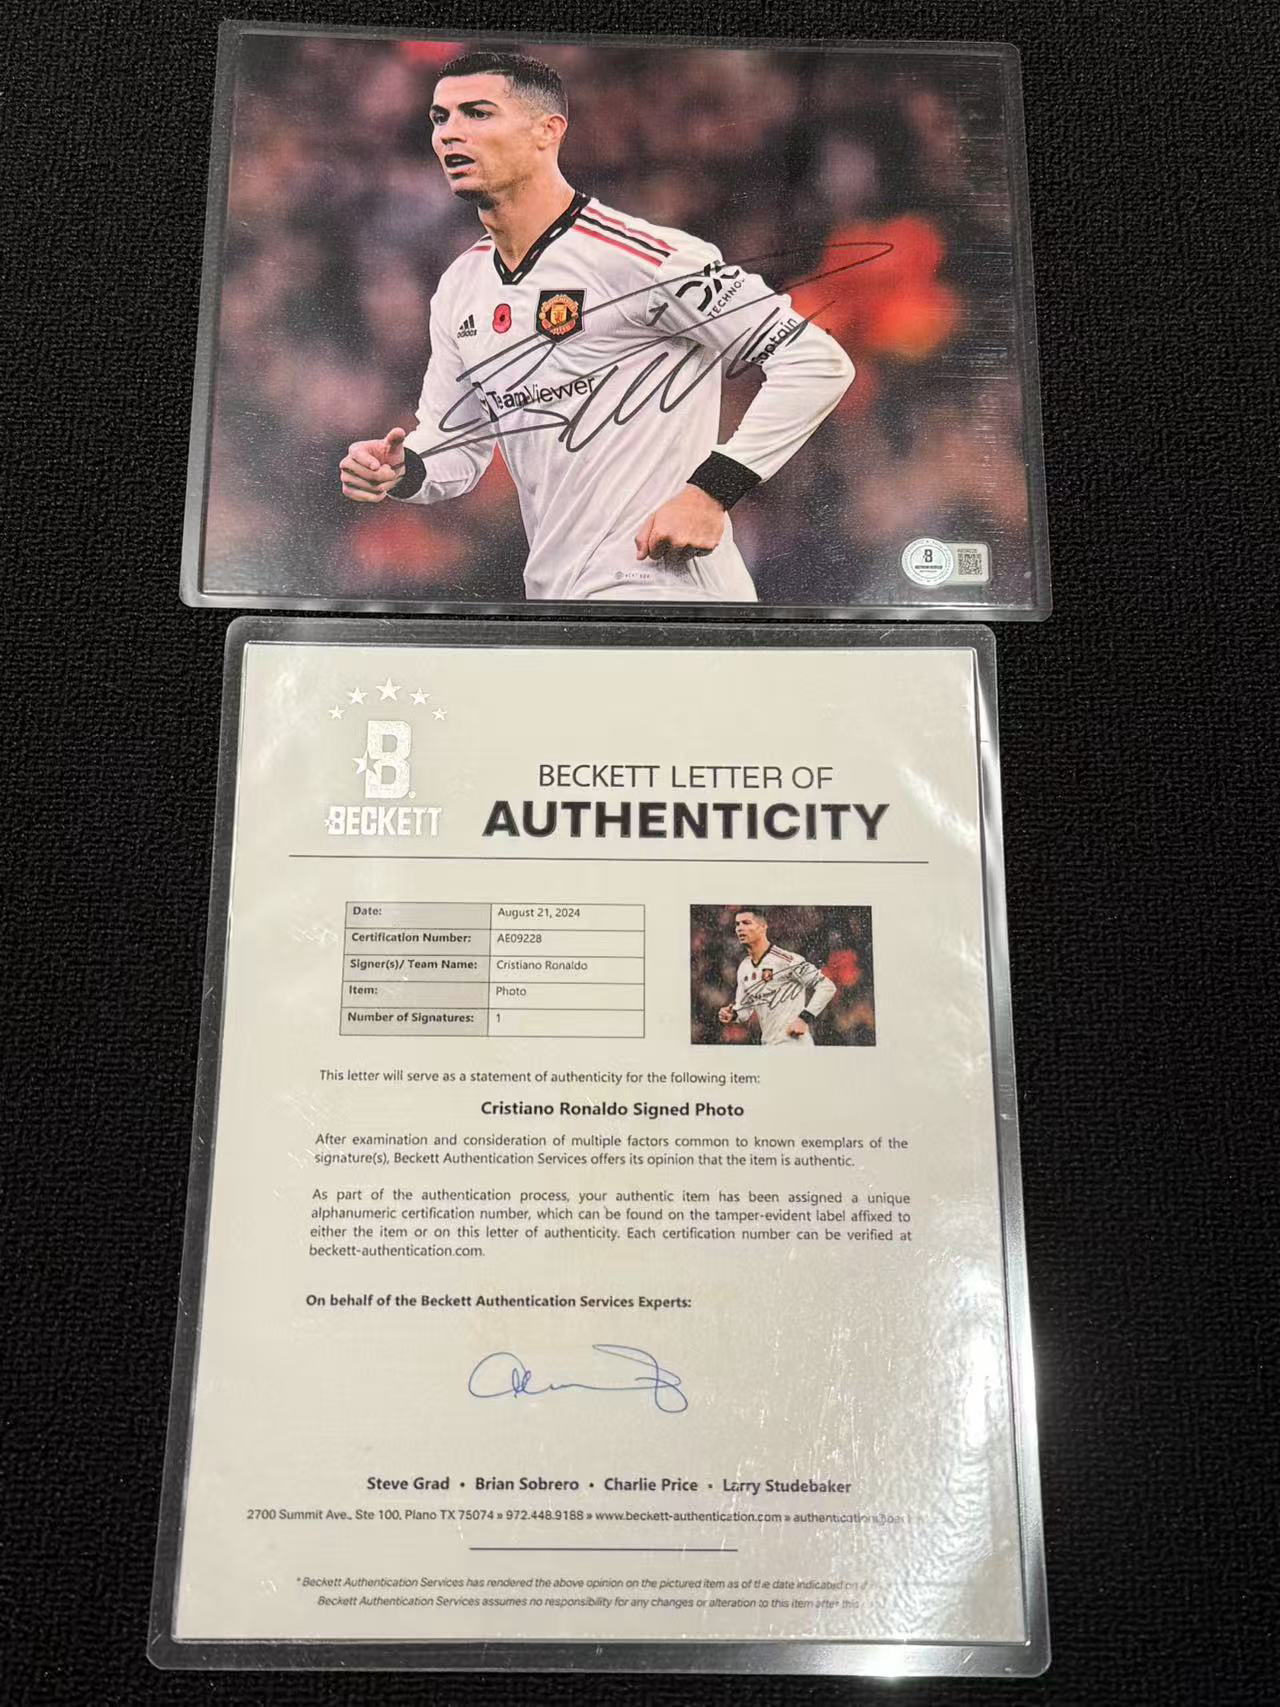 adidas
DXC
TECHNOLO
Captain
TeamViewer
HEAT.RDY
B
BECKETT
BECKETT LETTER OF
AUTHENTICITY
Date: August 21, 2024
Certification Number: AE09228
Signer(s)/ Team Name: Cristiano Ronaldo
Item: Photo
Number of Signatures: 1
This letter will serve as a statement of authenticity for the following item:
Cristiano Ronaldo Signed Photo
After examination and consideration of multiple factors common to known exemplars of the
signature(s), Beckett Authentication Services offers its opinion that the item is authentic.
As part of the authentication process, your authentic item has been assigned a unique
alphanumeric certification number, which can be found on the tamper-evident label affixed to
either the item or on this letter of authenticity. Each certification number can be verified at
beckett-authentication.com.
On behalf of the Beckett Authentication Services Experts:
Steve Grad • Brian Sobrero • Charlie Price • Larry Studebaker
2700 Summit Ave., Ste 100, Plano TX 75074 » 972.448.9188 » www.beckett-authentication.com » authentication@bec
* Beckett Authentication Services has rendered the above opinion on the pictured item as of the date indicated on
Beckett Authentication Services assumes no responsibility for any changes or alteration to this item after this